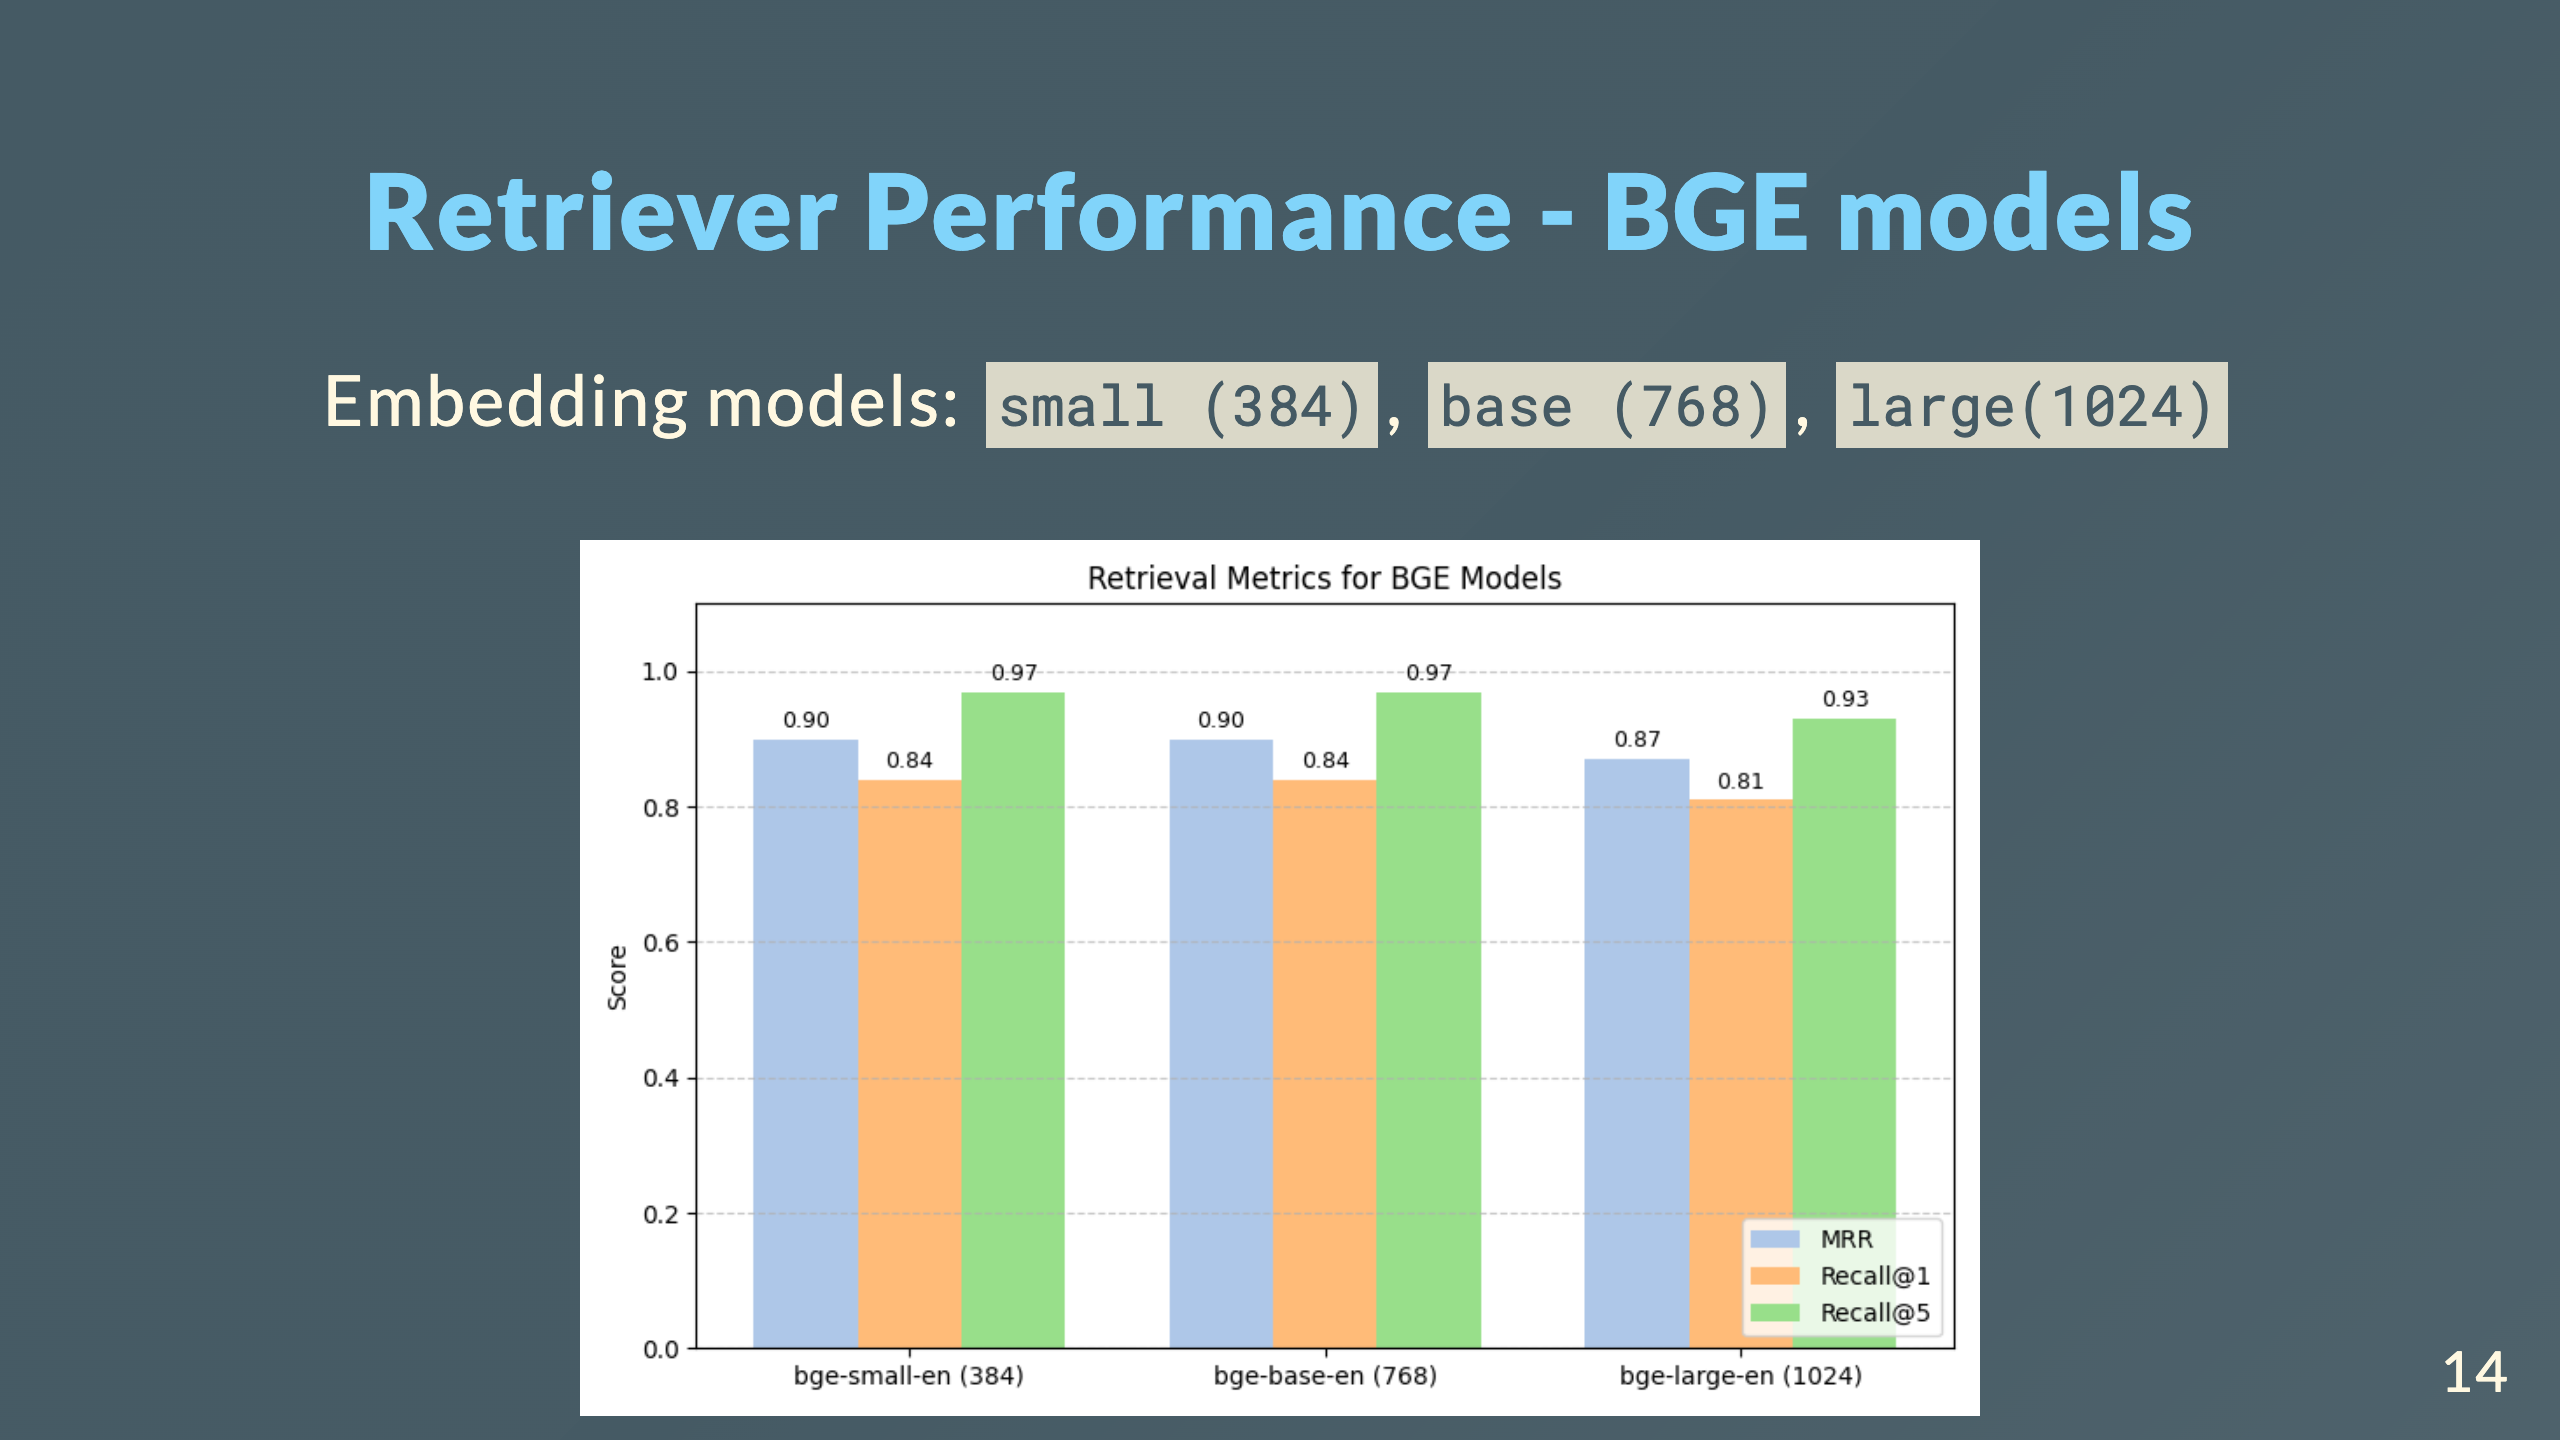 Retriever Performance - BGE models
Embedding models: small (384), base (768), large(1024)
Retrieval Metrics for BGE Models
1.0
0.8
0.6
0.4
0.2
0.0
Score
0.90
0.84
0.97
0.90
0.84
0.97
0.87
0.81
0.93
MRR
Recall@1
Recall@5
bge-small-en (384)
bge-base-en (768)
bge-large-en (1024)
14